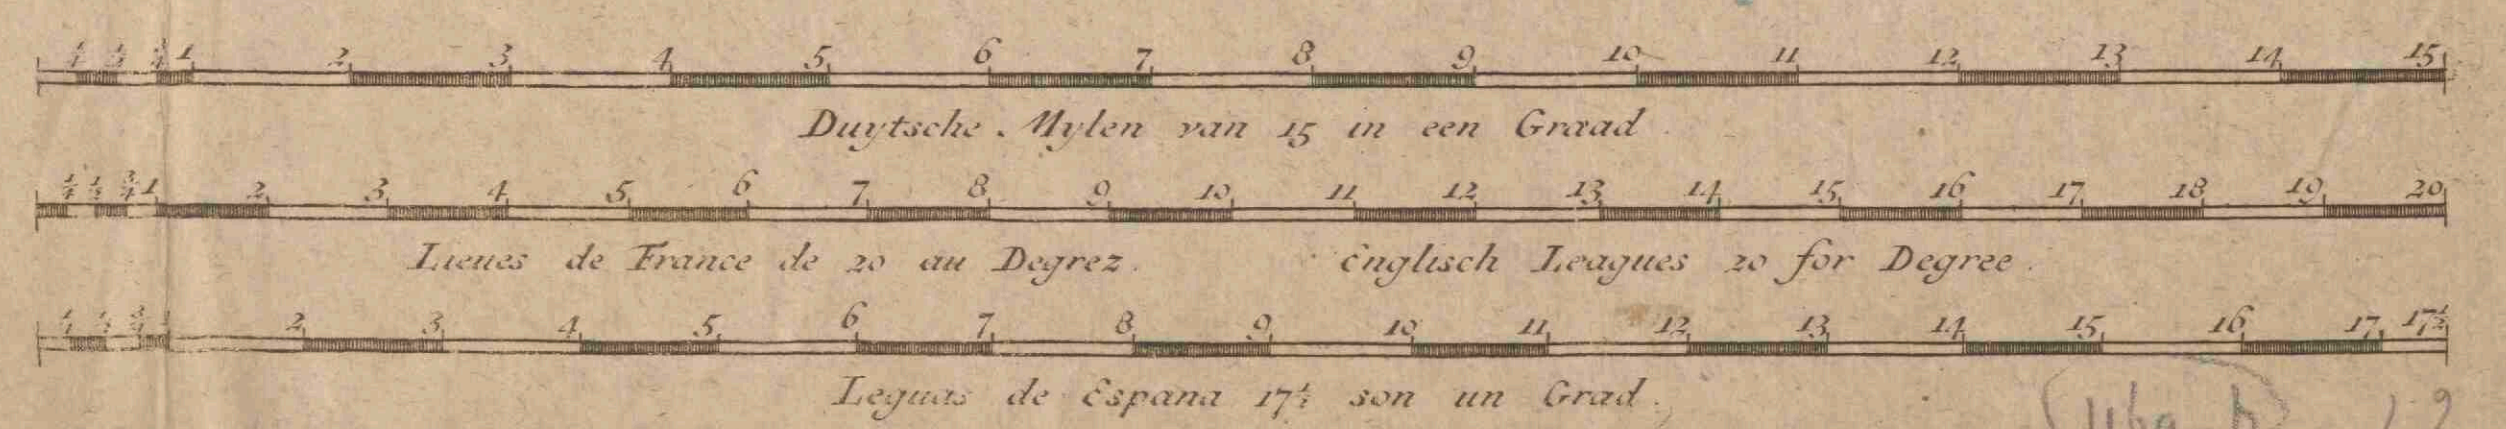 ¼ ½ ¾ 1 2 3 4 5 6 7 8 9 10 11 12 13 14 15
Duytsche Mylen van 15 in een Graad
¼ ½ ¾ 1 2 3 4 5 6 7 8 9 10 11 12 13 14 15 16 17 18 19 20
Lieues de France de 20 au Degrez. Englisch Leagues 20 for Degree.
¼ ½ ¾ 1 2 3 4 5 6 7 8 9 10 11 12 13 14 15 16 17 17½
Leguas de Espana 17½ son un Grad.